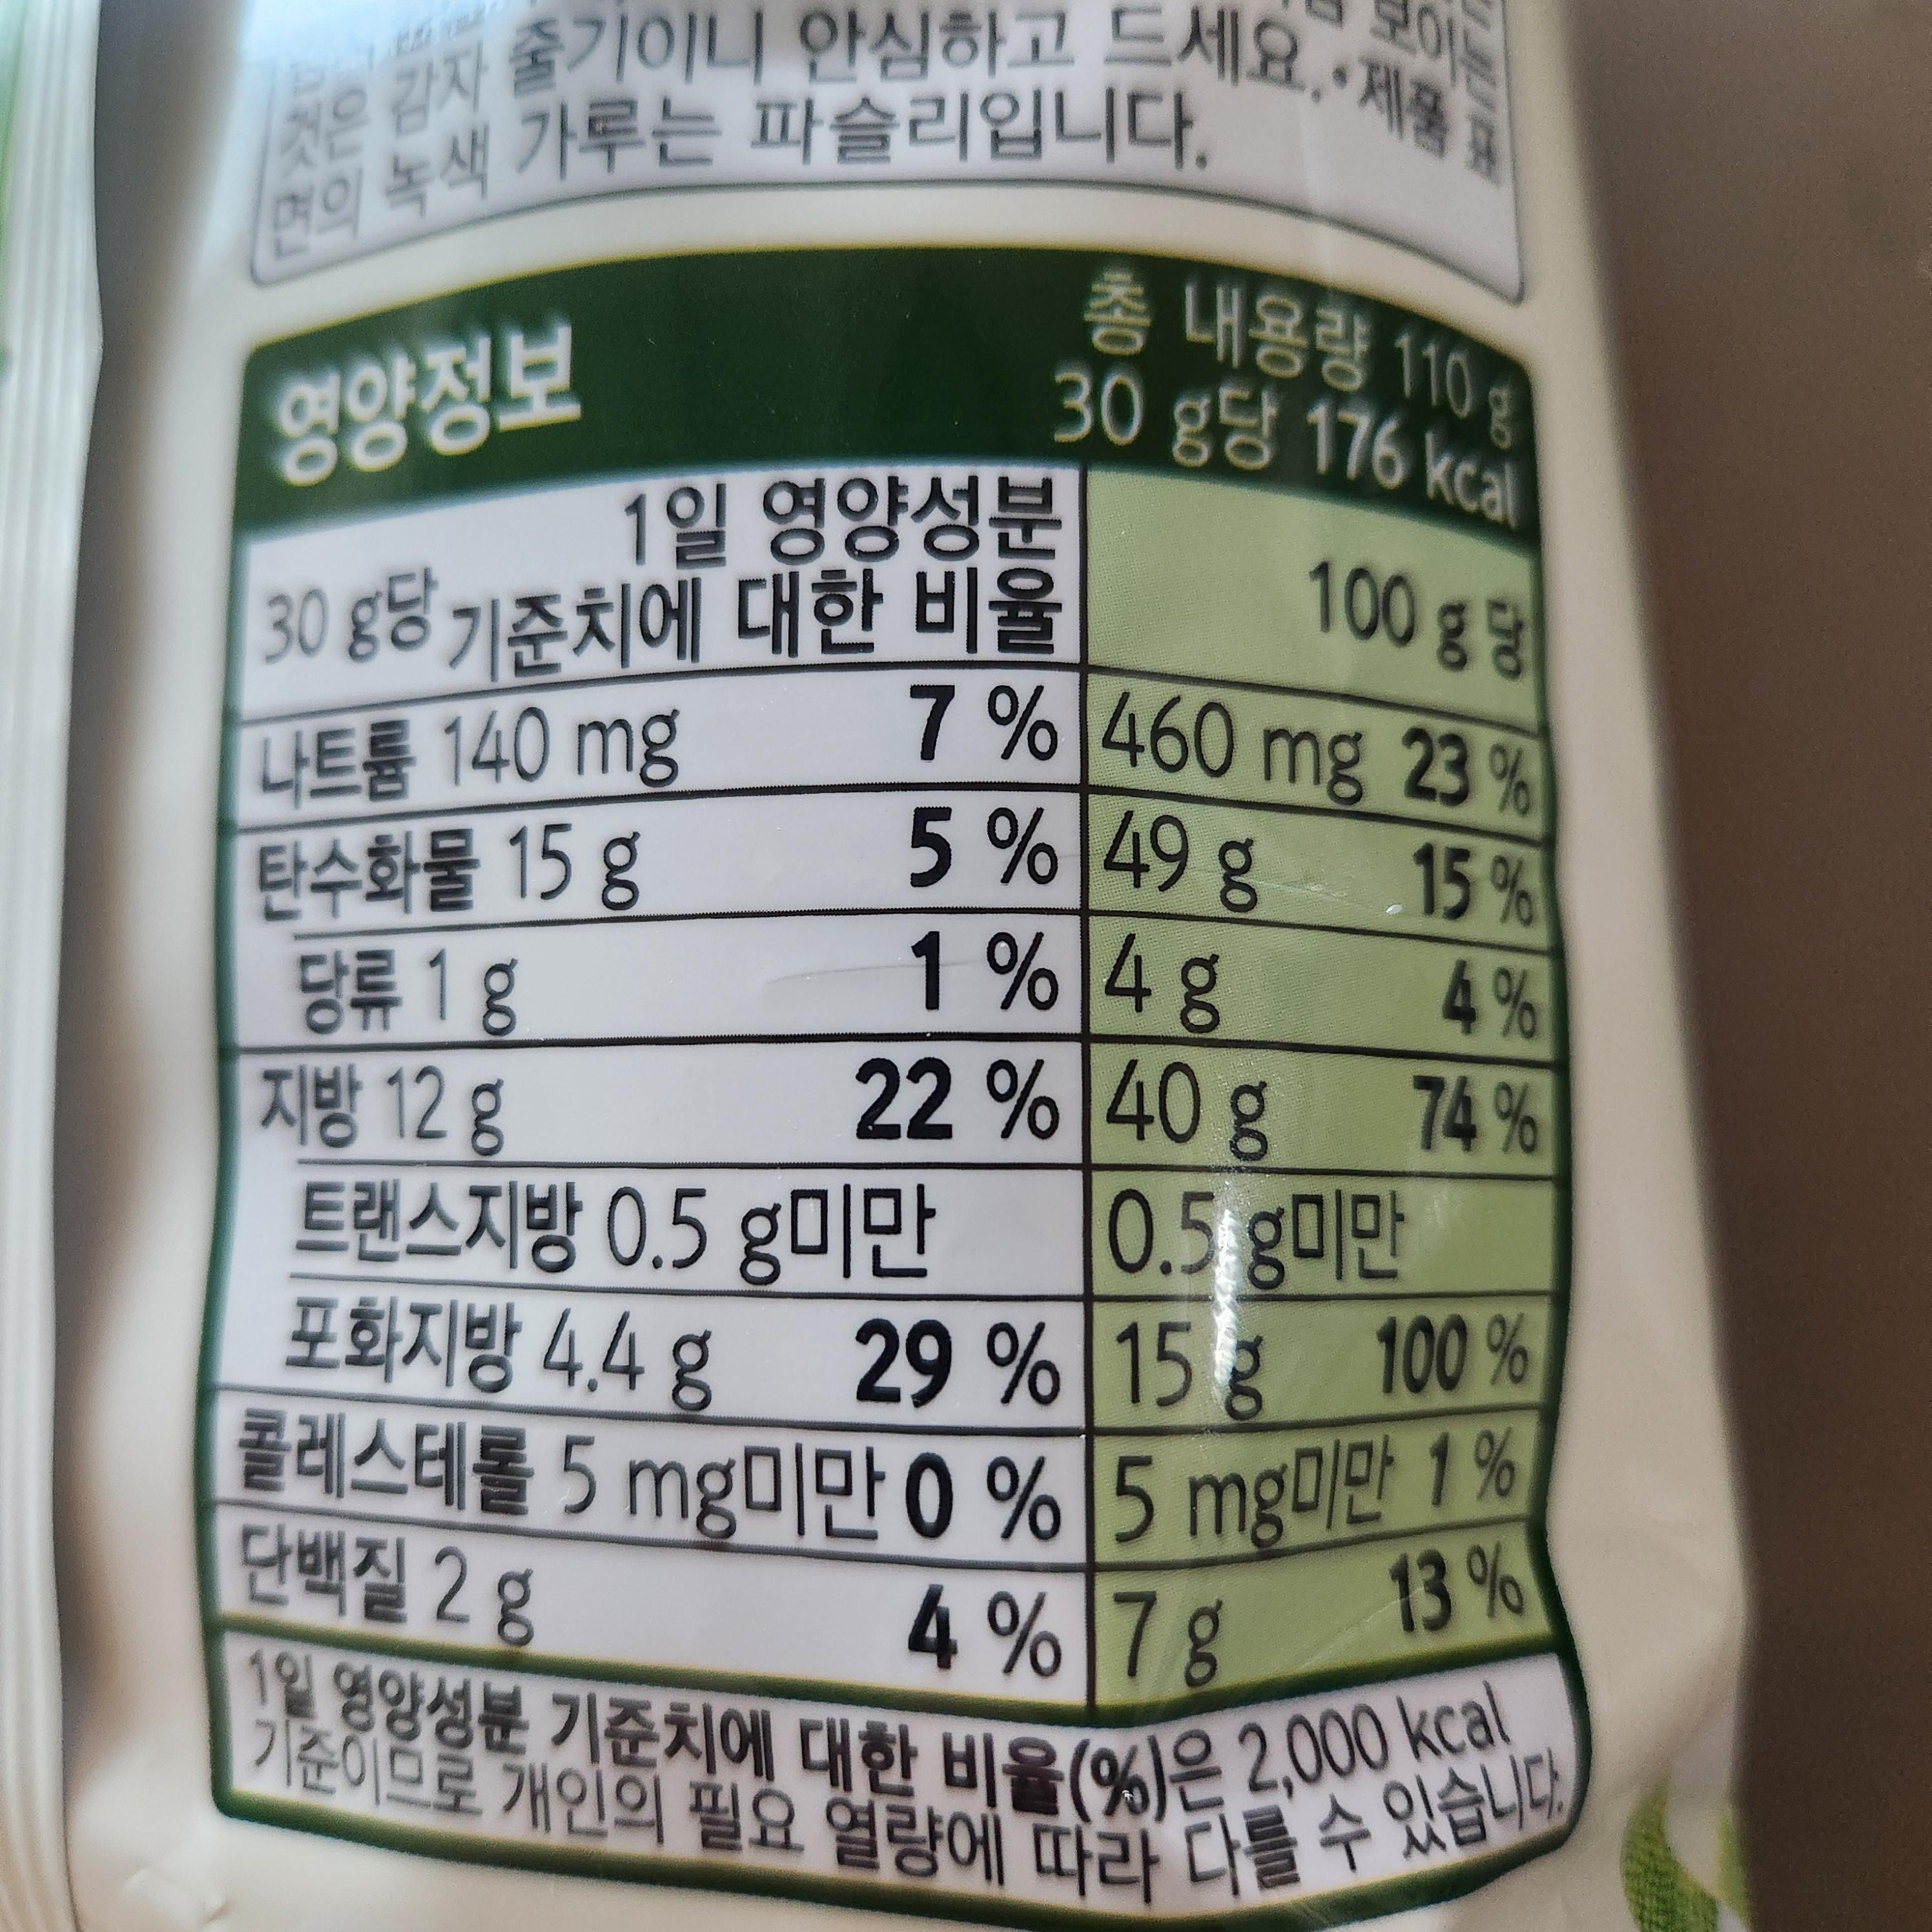 것은 감자 줄기이니 안심하고 드세요. •제품 표
면의 녹색 가루는 파슬리입니다.
영양정보
총 내용량 110 g
30 g당 176 kcal
30 g당 1일 영양성분 기준치에 대한 비율 100 g 당
나트륨 140 mg 7 % 460 mg 23 %
탄수화물 15 g 5 % 49 g 15 %
당류 1 g 1 % 4 g 4 %
지방 12 g 22 % 40 g 74 %
트랜스지방 0.5 g미만 0.5 g미만
포화지방 4.4 g 29 % 15 g 100 %
콜레스테롤 5 mg미만 0 % 5 mg미만 1 %
단백질 2 g 4 % 7 g 13 %
1일 영양성분 기준치에 대한 비율(%)은 2,000 kcal
기준이므로 개인의 필요 열량에 따라 다를 수 있습니다.